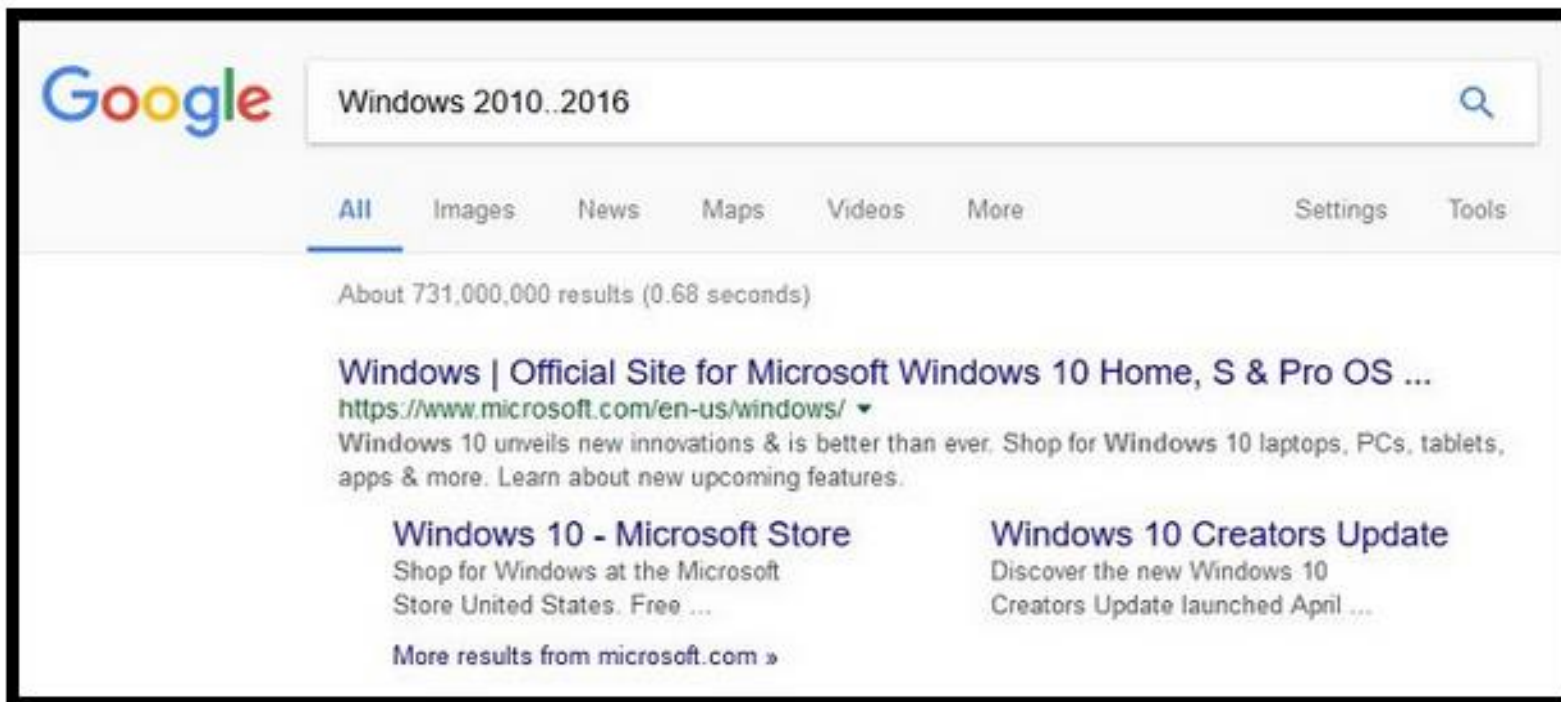 Google
Windows 2010..2016
All Images News Maps Videos More Settings Tools
About 731,000,000 results (0.68 seconds)
Windows | Official Site for Microsoft Windows 10 Home, S & Pro OS ...
https://www.microsoft.com/en-us/windows/
Windows 10 unveils new innovations & is better than ever. Shop for Windows 10 laptops, PCs, tablets,
apps & more. Learn about new upcoming features.
Windows 10 - Microsoft Store
Shop for Windows at the Microsoft
Store United States. Free ...
Windows 10 Creators Update
Discover the new Windows 10
Creators Update launched April ...
More results from microsoft.com »